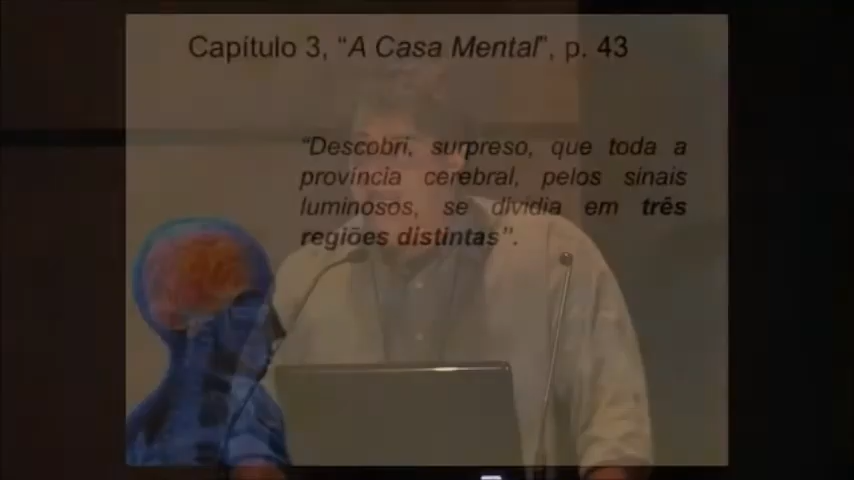 Capítulo 3, “A Casa Mental”, p. 43
“Descobri, surpreso, que toda a
província cerebral, pelos sinais
luminosos, se dividia em três
regiões distintas”.